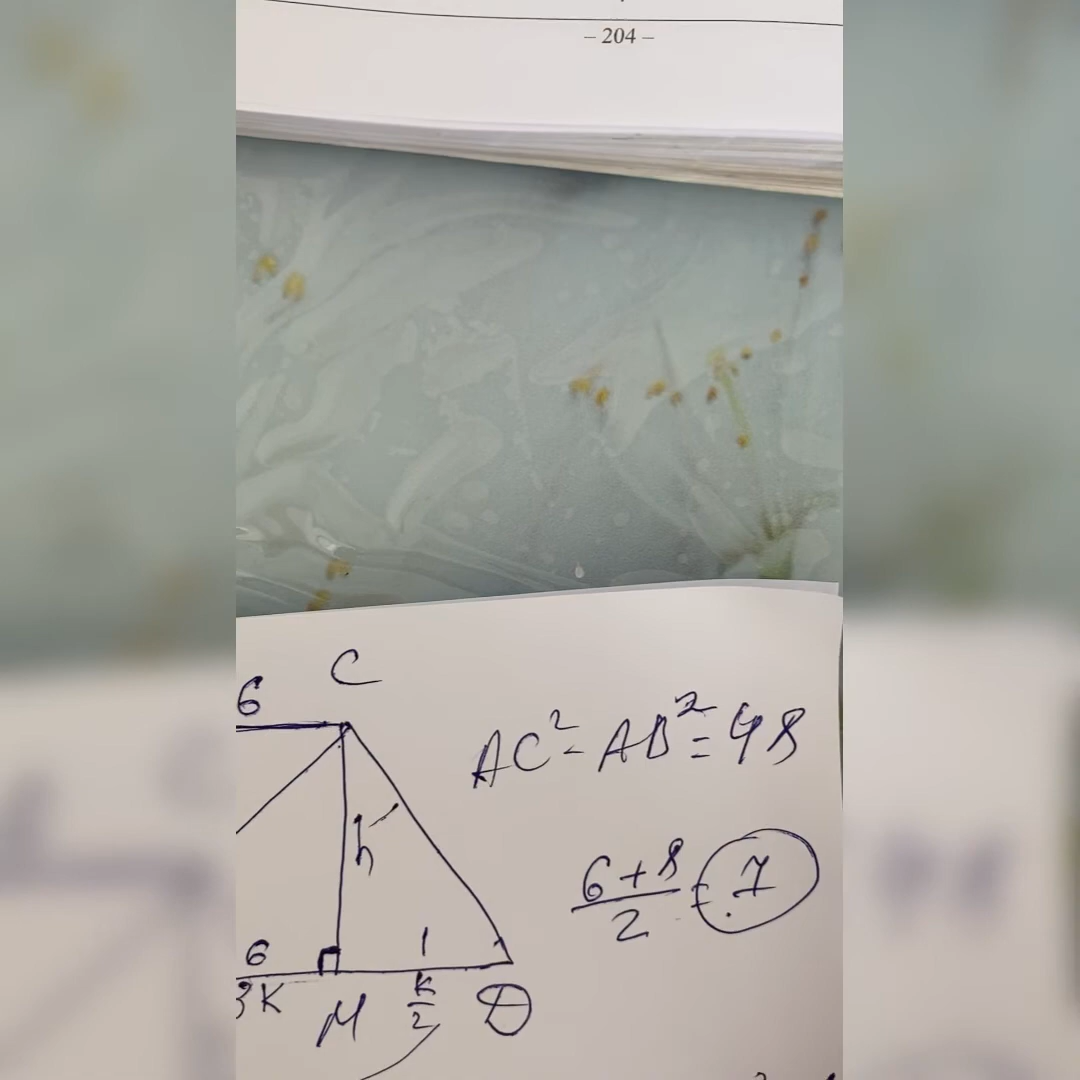 – 204 –
6
C
AC² - AB² = 48
h
6+8
2
= 7
6
1
3K
M
K
2
D